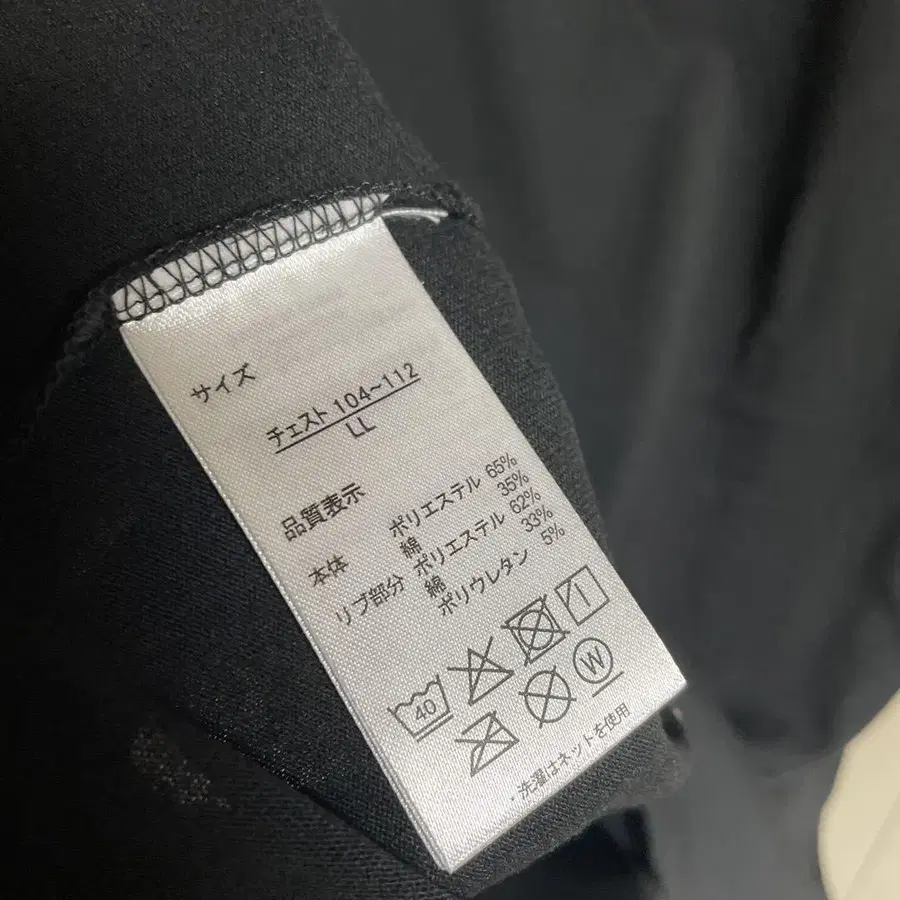 サイズ
チェスト 104~112
LL
品質表示
本体 ポリエステル 65%
綿 35%
リブ部分 ポリエステル 62%
綿 33%
ポリウレタン 5%
40
W
・洗濯はネットを使用